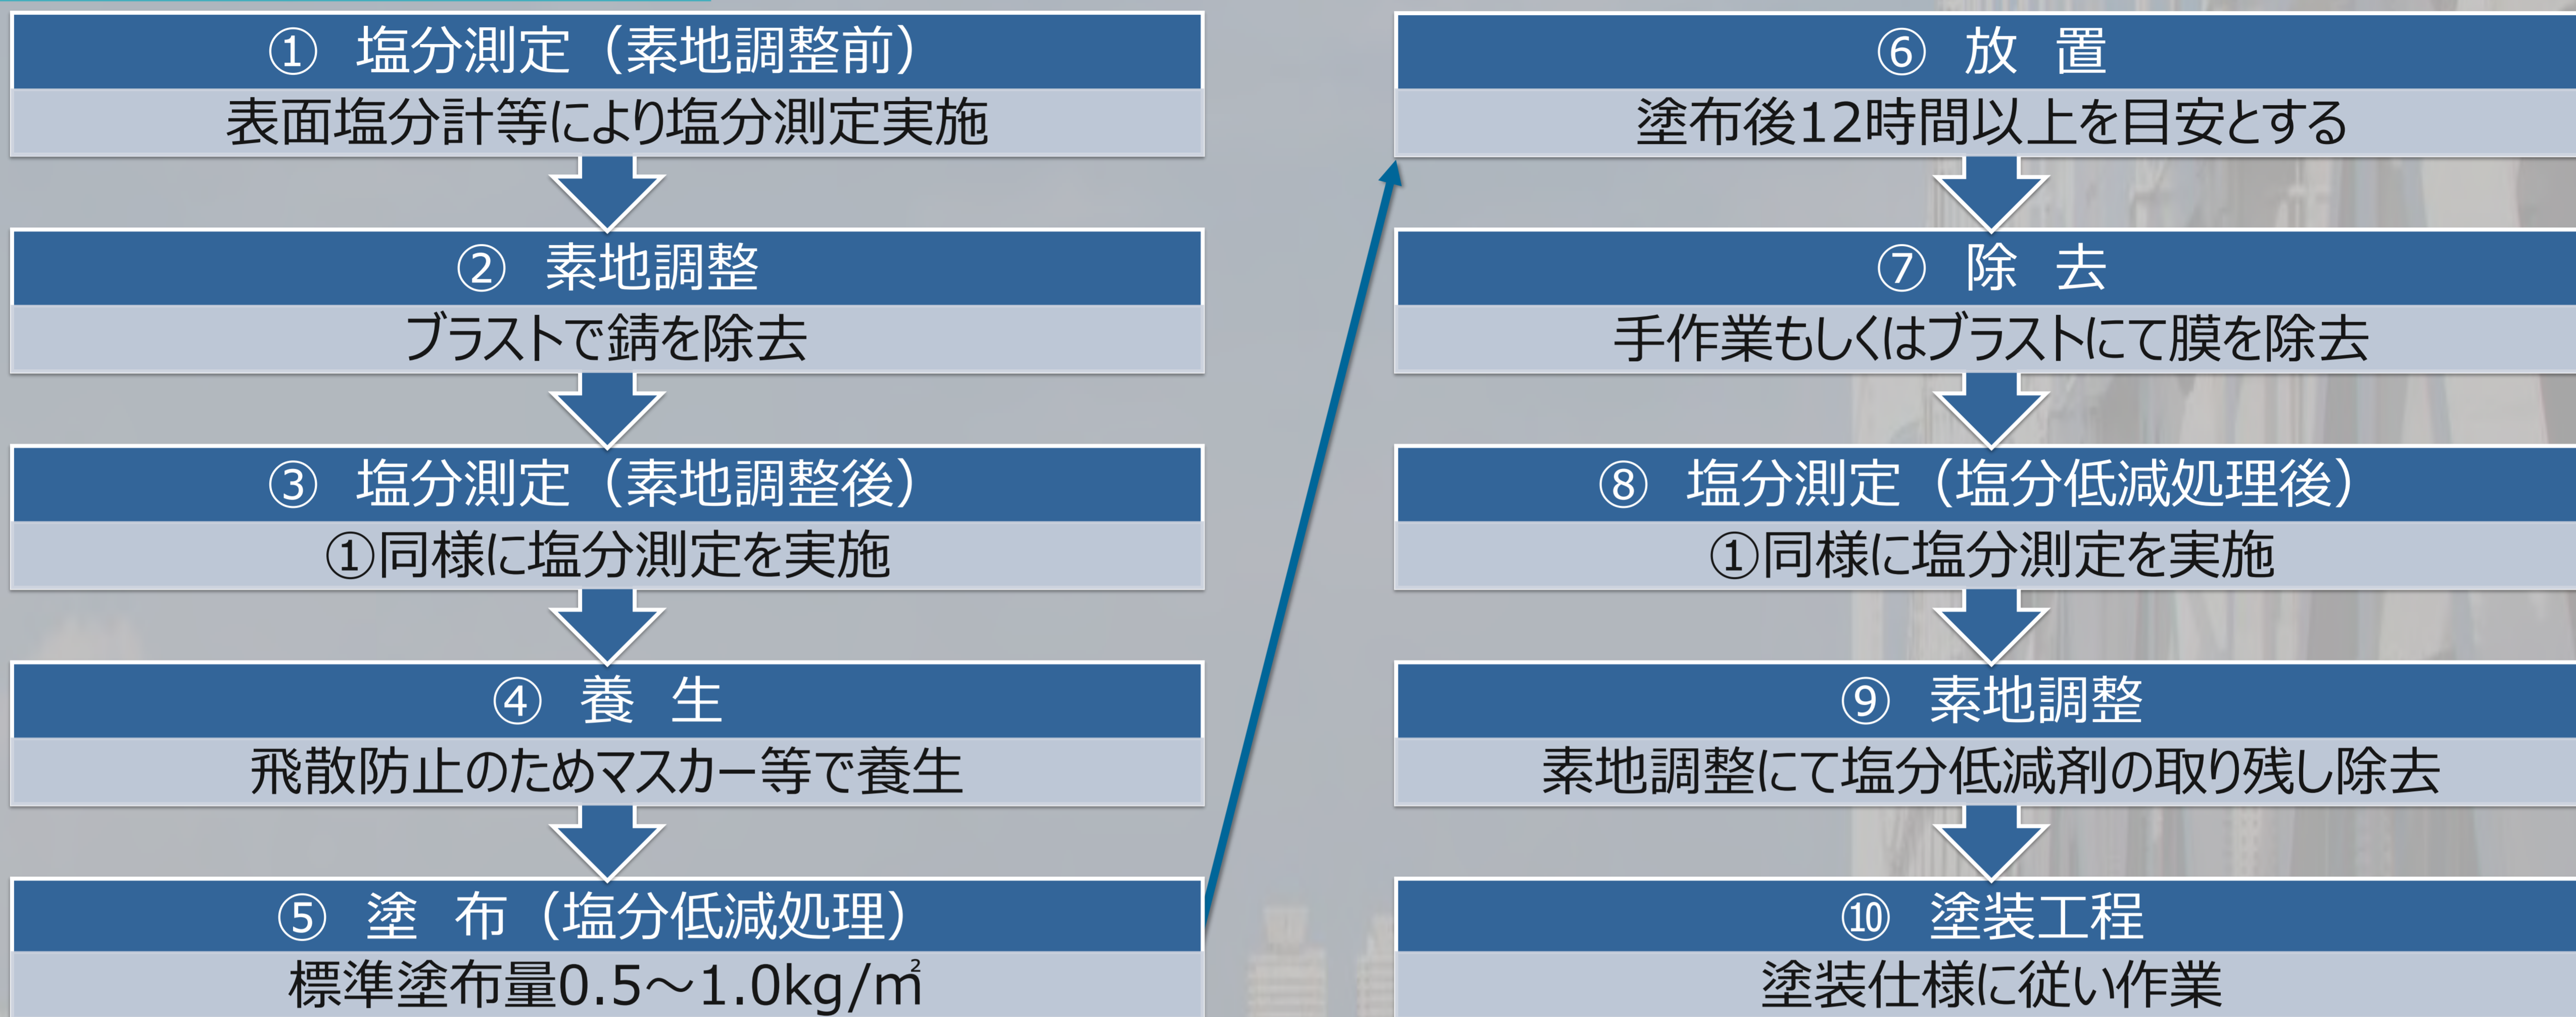 ① 塩分測定（素地調整前）
表面塩分計等により塩分測定実施
② 素地調整
ブラストで錆を除去
③ 塩分測定（素地調整後）
①同様に塩分測定を実施
④ 養 生
飛散防止のためマスカー等で養生
⑤ 塗 布（塩分低減処理）
標準塗布量0.5～1.0kg/㎡
⑥ 放 置
塗布後12時間以上を目安とする
⑦ 除 去
手作業もしくはブラストにて膜を除去
⑧ 塩分測定（塩分低減処理後）
①同様に塩分測定を実施
⑨ 素地調整
素地調整にて塩分低減剤の取り残し除去
⑩ 塗装工程
塗装仕様に従い作業